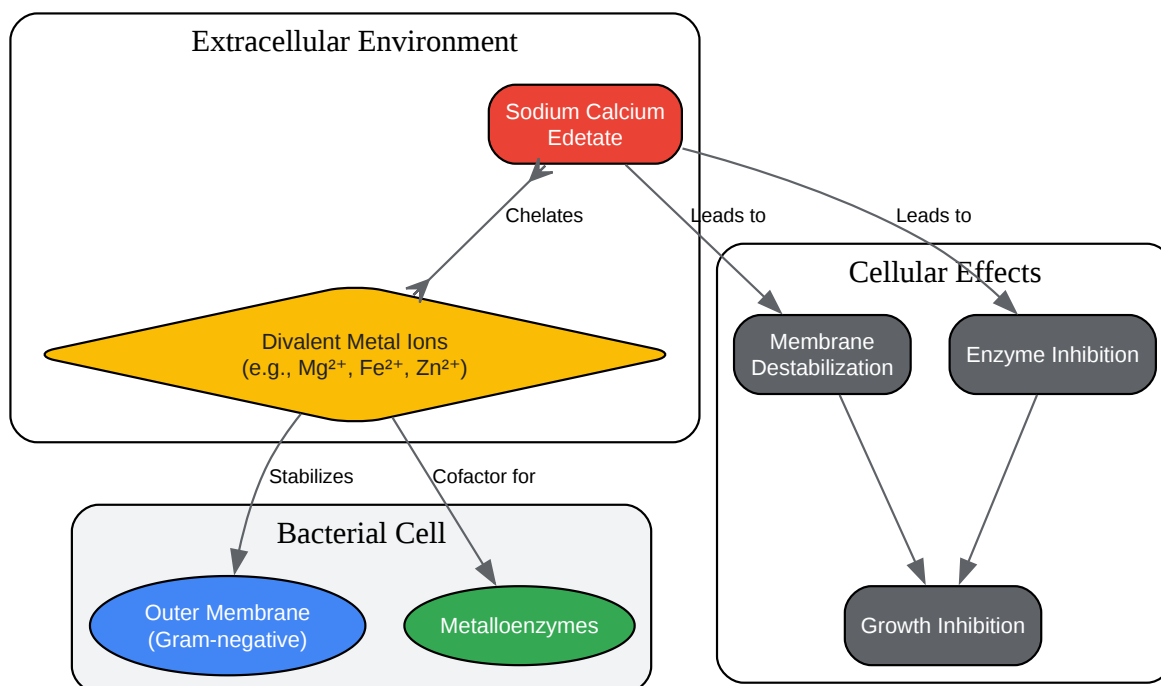 Extracellular Environment
Sodium Calcium
Edetate
Chelates
Leads to
Leads to
Cellular Effects
Divalent Metal Ions
(e.g., Mg²⁺, Fe²⁺, Zn²⁺)
Membrane
Destabilization
Enzyme Inhibition
Stabilizes
Cofactor for
Bacterial Cell
Outer Membrane
(Gram-negative)
Metalloenzymes
Growth Inhibition